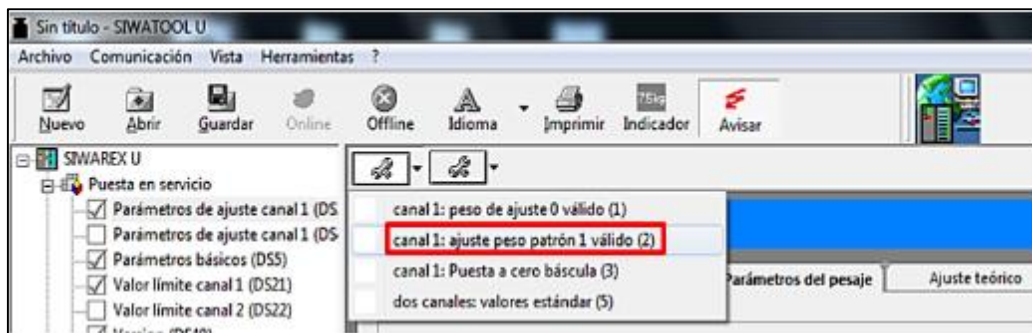 Sin título - SIWATOOL U
Archivo Comunicación Vista Herramientas ?
Nuevo Abrir Guardar Online Offline Idioma Imprimir Indicador Avisar
SIWAREX U
Puesta en servicio
Parámetros de ajuste canal 1 (DS
Parámetros de ajuste canal 1 (DS
Parámetros básicos (DS5)
Valor límite canal 1 (DS21)
Valor límite canal 2 (DS22)
canal 1: peso de ajuste 0 válido (1)
canal 1: ajuste peso patrón 1 válido (2)
canal 1: Puesta a cero báscula (3)
dos canales: valores estándar (5)
Parámetros del pesaje
Ajuste teórico